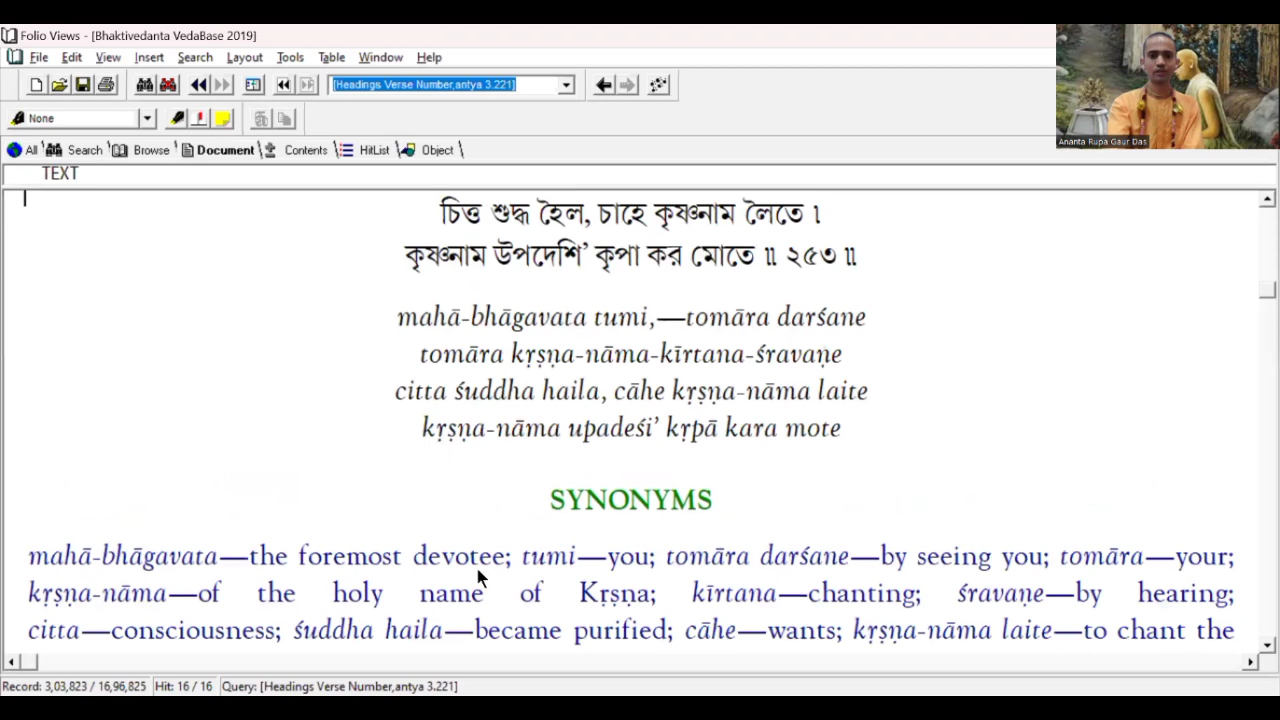 Folio Views - [Bhaktivedanta VedaBase 2019]
File Edit View Insert Search Layout Tools Table Window Help
[Headings Verse Number,antya 3.221]
None
All Search Browse Document Contents HitList Object
TEXT
চিত্ত শুদ্ধ হৈল, চাহে কৃষ্ণনাম লৈতে ৷
কৃষ্ণনাম উপদেশি’ কৃপা কর মোতে ॥ ২৫৩ ॥
mahā-bhāgavata tumi,—tomāra darśane
tomāra kṛṣṇa-nāma-kīrtana-śravaṇe
citta śuddha haila, cāhe kṛṣṇa-nāma laite
kṛṣṇa-nāma upadeśi’ kṛpā kara mote
SYNONYMS
mahā-bhāgavata—the foremost devotee; tumi—you; tomāra darśane—by seeing you; tomāra—your;
kṛṣṇa-nāma—of the holy name of Kṛṣṇa; kīrtana—chanting; śravaṇe—by hearing;
citta—consciousness; śuddha haila—became purified; cāhe—wants; kṛṣṇa-nāma laite—to chant the
Record: 3,03,823 / 16,96,825 Hit: 16 / 16 Query: [Headings Verse Number,antya 3.221]
Ananta Rupa Gaur Das